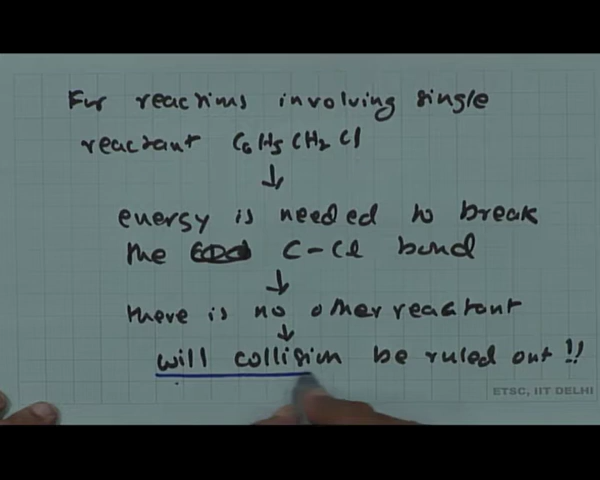 For reactions involving single
reactant C6H5CH2Cl
energy is needed to break
the C-Cl bond
there is no other reactant
will collision be ruled out !!
ETSC, IIT DELHI